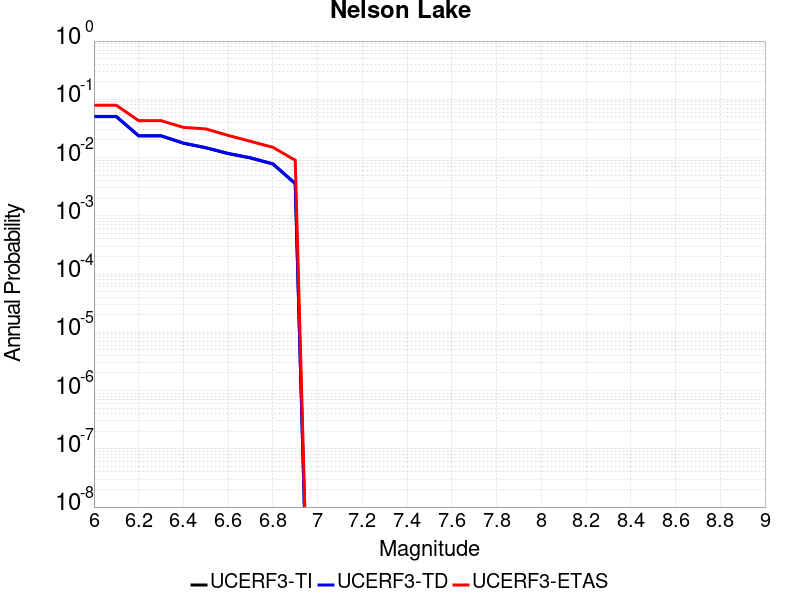 Nelson Lake
10^0
10^-1
10^-2
10^-3
10^-4
10^-5
10^-6
10^-7
10^-8
Annual Probability
6 6.2 6.4 6.6 6.8 7 7.2 7.4 7.6 7.8 8 8.2 8.4 8.6 8.8 9
Magnitude
UCERF3-TI UCERF3-TD UCERF3-ETAS